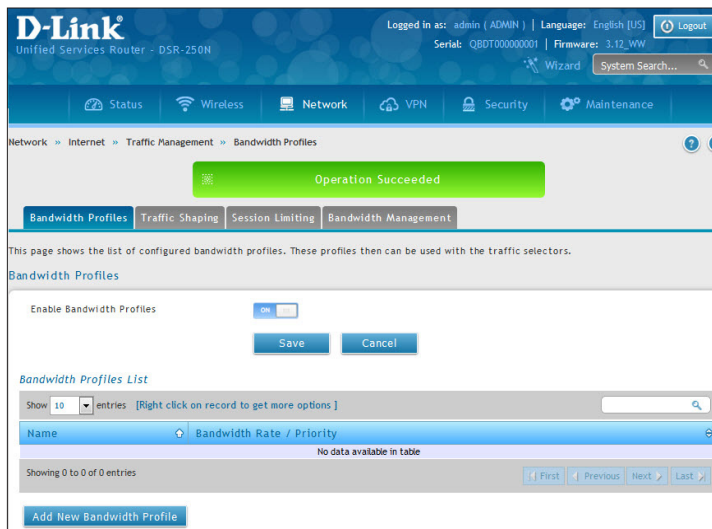 D-Link
Unified Services Router - DSR-250N
Logged in as: admin ( ADMIN ) | Language: English [US]
Logout
Serial: QBDT000000001 | Firmware: 3.12_WW
Wizard
System Search...
Status
Wireless
Network
VPN
Security
Maintenance
Network » Internet » Traffic Management » Bandwidth Profiles
?
Operation Succeeded
Bandwidth Profiles
Traffic Shaping
Session Limiting
Bandwidth Management
This page shows the list of configured bandwidth profiles. These profiles then can be used with the traffic selectors.
Bandwidth Profiles
Enable Bandwidth Profiles
ON
Save
Cancel
Bandwidth Profiles List
Show 10 entries [Right click on record to get more options ]
Name
Bandwidth Rate / Priority
No data available in table
Showing 0 to 0 of 0 entries
First
Previous
Next
Last
Add New Bandwidth Profile